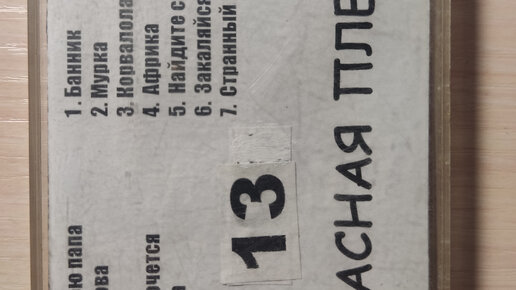 1. Банник
2. Мурка
3. Корвалола
4. Африка
5. Найдите с
6. Закаляйся
7. Странный
ю папа
ова
очется
13
АСНАЯ ПЛЕ